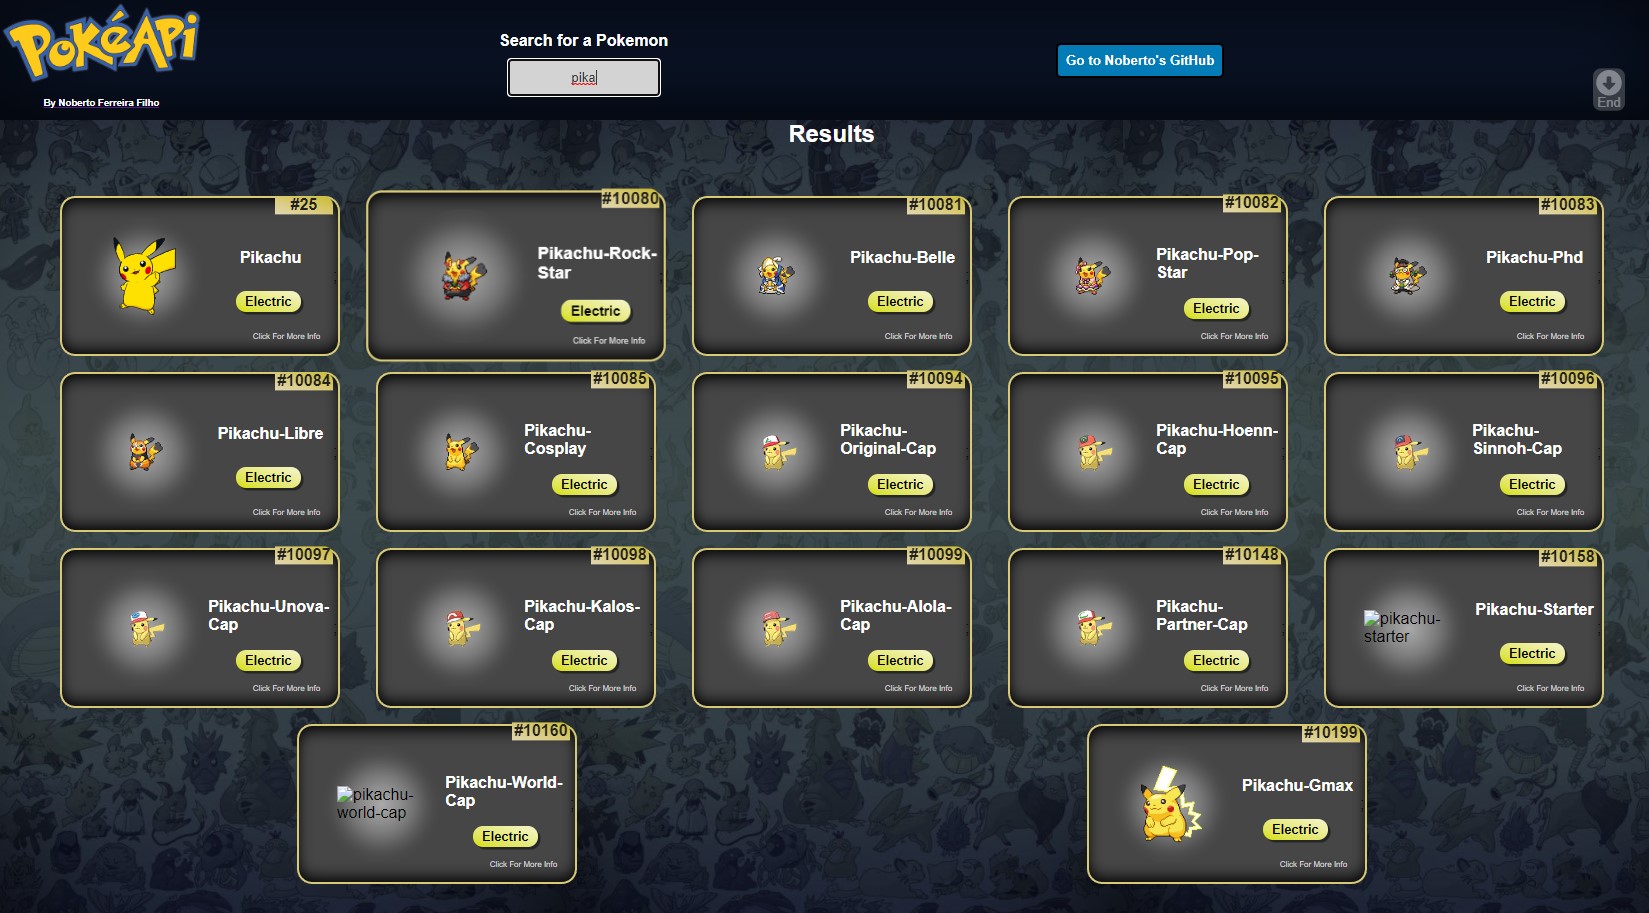 PokéApi
By Noberto Ferreira Filho
Search for a Pokemon
pika
Go to Noberto's GitHub
End
Results
#25
Pikachu
Electric
Click For More Info
#10080
Pikachu-Rock-
Star
Electric
Click For More Info
#10081
Pikachu-Belle
Electric
Click For More Info
#10082
Pikachu-Pop-
Star
Electric
Click For More Info
#10083
Pikachu-Phd
Electric
Click For More Info
#10084
Pikachu-Libre
Electric
Click For More Info
#10085
Pikachu-
Cosplay
Electric
Click For More Info
#10094
Pikachu-
Original-Cap
Electric
Click For More Info
#10095
Pikachu-Hoenn-
Cap
Electric
Click For More Info
#10096
Pikachu-
Sinnoh-Cap
Electric
Click For More Info
#10097
Pikachu-Unova-
Cap
Electric
Click For More Info
#10098
Pikachu-Kalos-
Cap
Electric
Click For More Info
#10099
Pikachu-Alola-
Cap
Electric
Click For More Info
#10148
Pikachu-
Partner-Cap
Electric
Click For More Info
#10158
pikachu-
starter
Pikachu-Starter
Electric
Click For More Info
#10160
pikachu-
world-cap
Pikachu-World-
Cap
Electric
Click For More Info
#10199
Pikachu-Gmax
Electric
Click For More Info